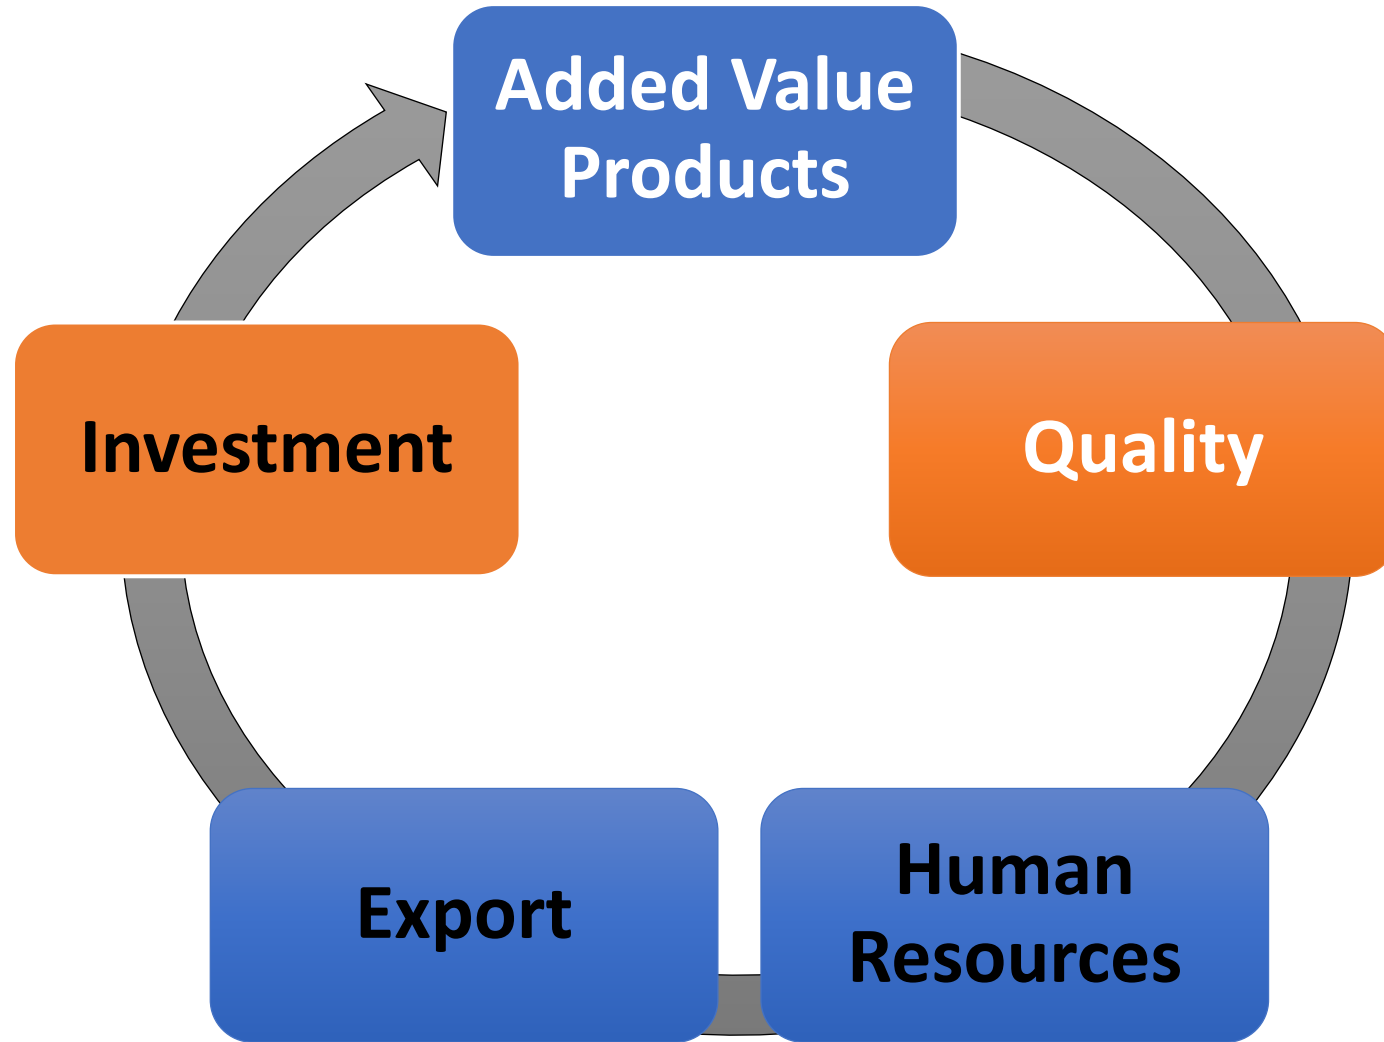 Added Value
Products
Quality
Human
Resources
Export
Investment